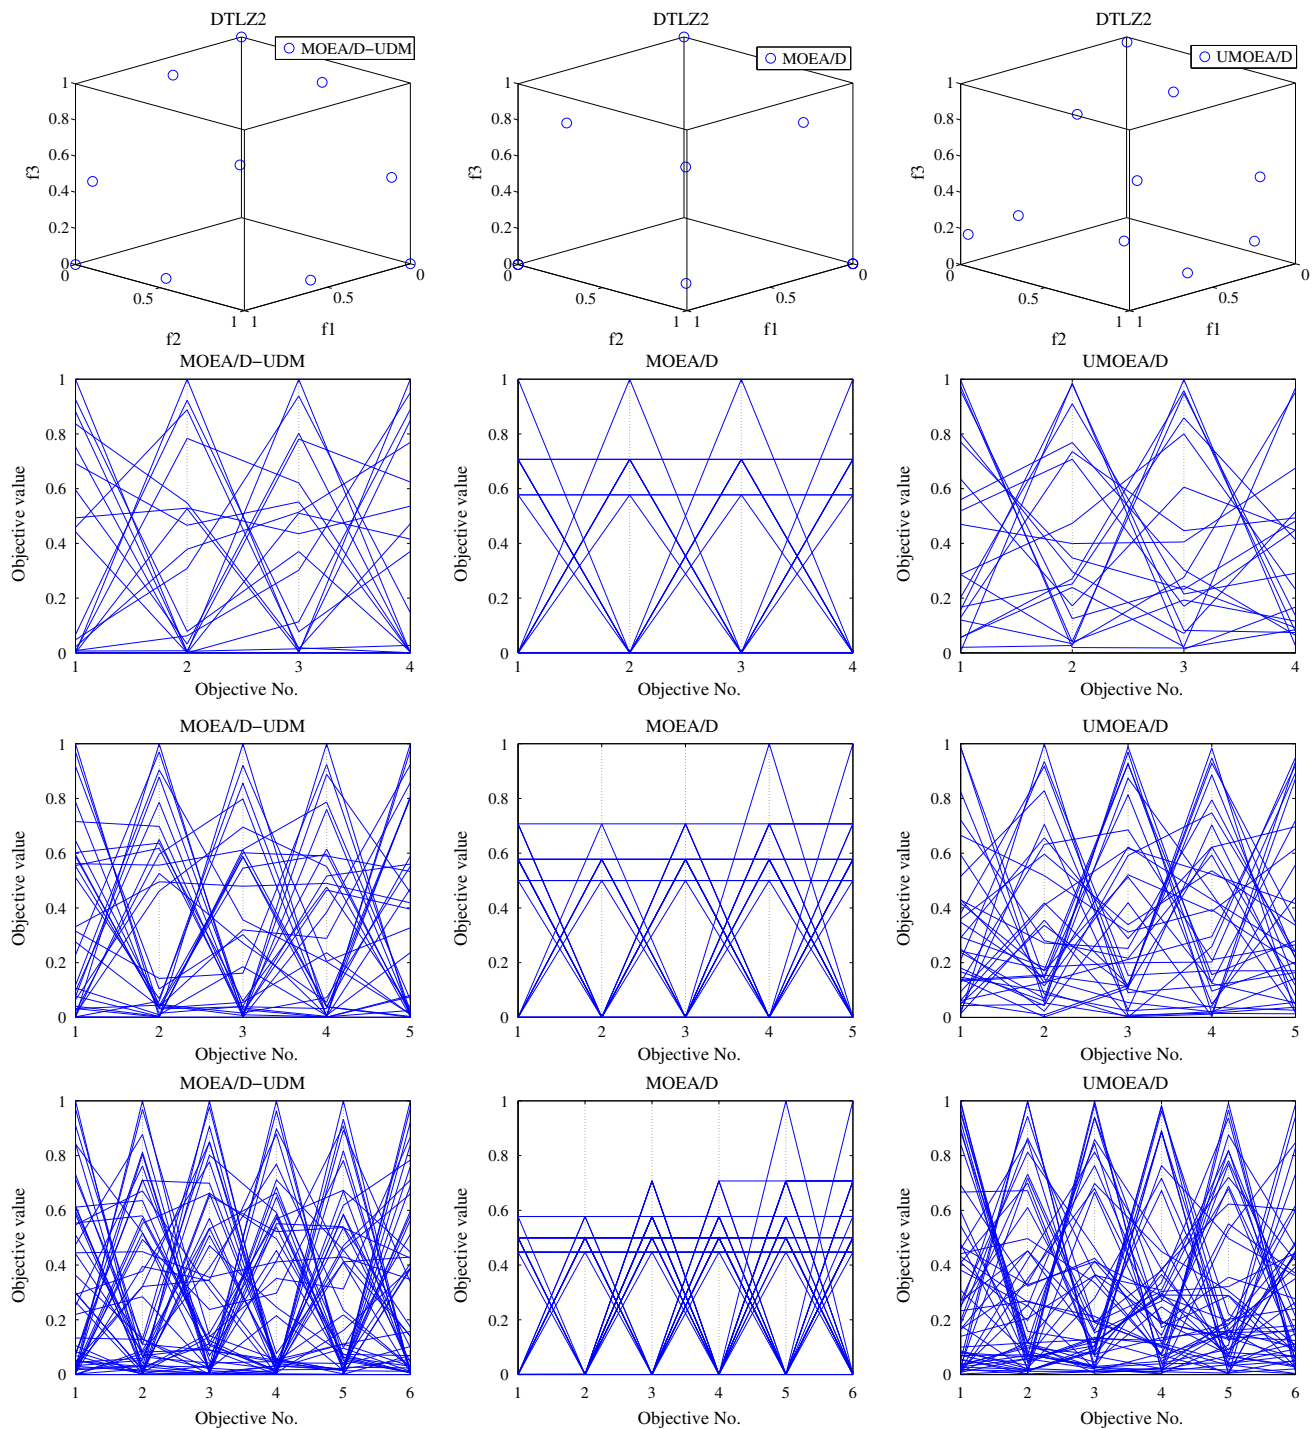 DTLZ2
MOEA/D−UDM
1
0.8
0.6
0.4
0.2
0
f3
0
0.5
1
f2
1
0.5
0
f1
DTLZ2
MOEA/D
1
0.8
0.6
0.4
0.2
0
f3
0
0.5
1
f2
1
0.5
0
f1
DTLZ2
UMOEA/D
1
0.8
0.6
0.4
0.2
0
f3
0
0.5
1
f2
1
0.5
0
f1
MOEA/D−UDM
1
0.8
0.6
0.4
0.2
0
Objective value
1 2 3 4
Objective No.
MOEA/D
1
0.8
0.6
0.4
0.2
0
Objective value
1 2 3 4
Objective No.
UMOEA/D
1
0.8
0.6
0.4
0.2
0
Objective value
1 2 3 4
Objective No.
MOEA/D−UDM
1
0.8
0.6
0.4
0.2
0
Objective value
1 2 3 4 5
Objective No.
MOEA/D
1
0.8
0.6
0.4
0.2
0
Objective value
1 2 3 4 5
Objective No.
UMOEA/D
1
0.8
0.6
0.4
0.2
0
Objective value
1 2 3 4 5
Objective No.
MOEA/D−UDM
1
0.8
0.6
0.4
0.2
0
Objective value
1 2 3 4 5 6
Objective No.
MOEA/D
1
0.8
0.6
0.4
0.2
0
Objective value
1 2 3 4 5 6
Objective No.
UMOEA/D
1
0.8
0.6
0.4
0.2
0
Objective value
1 2 3 4 5 6
Objective No.